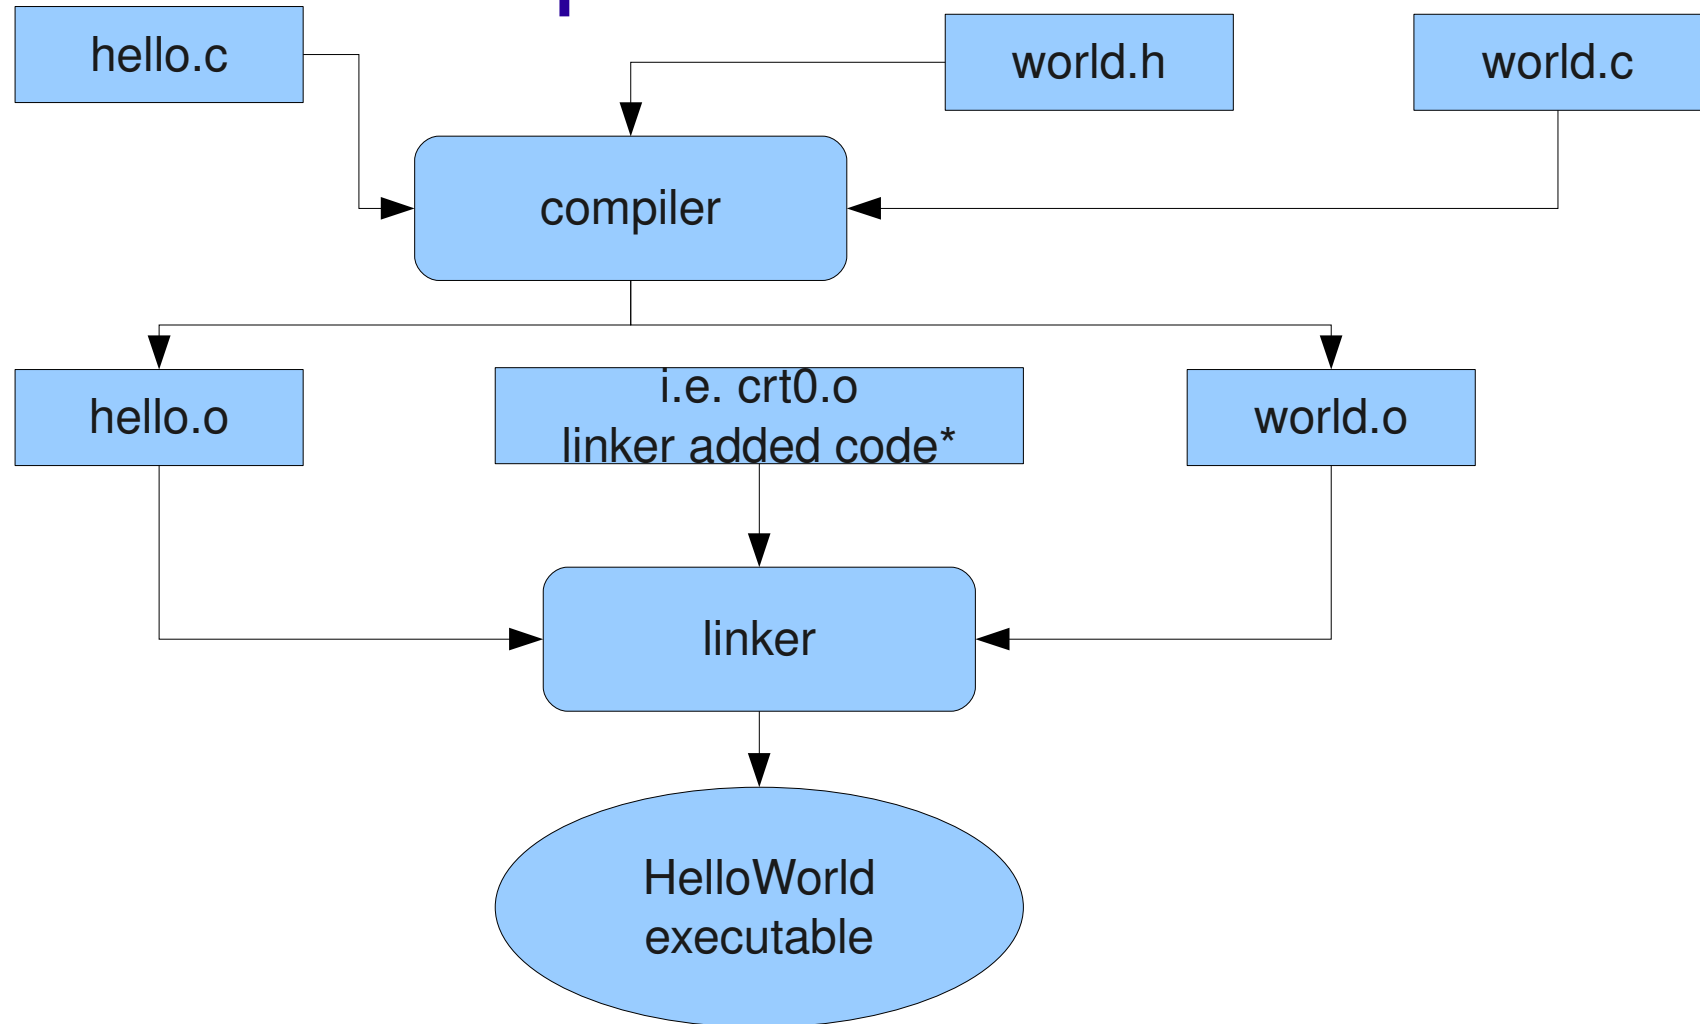 hello.c
world.h
world.c
compiler
hello.o
i.e. crt0.o
linker added code*
world.o
linker
HelloWorld
executable